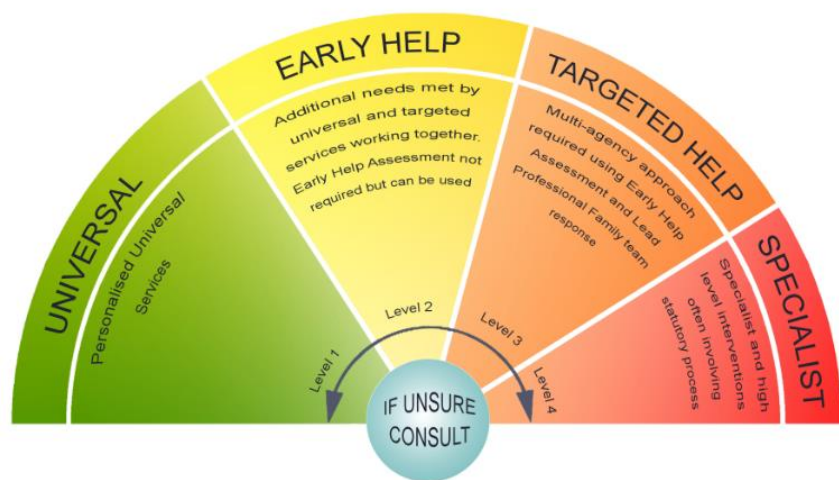 UNIVERSAL
Personalised Universal
Services
Level 1
EARLY HELP
Additional needs met by
universal and targeted
services working together.
Early Help Assessment not
required but can be used
Level 2
TARGETED HELP
Multi-agency approach
required using Early Help
Assessment and Lead
Professional Family team
response
Level 3
SPECIALIST
Specialist and high
level interventions
often involving
statutory process
Level 4
IF UNSURE
CONSULT